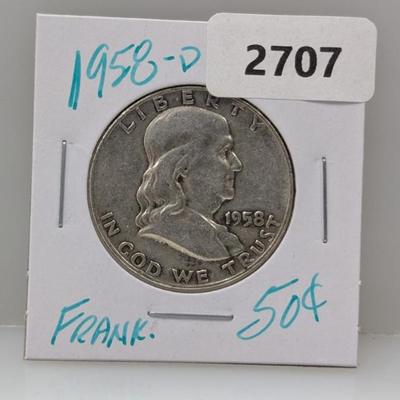 1958-D
2707
LIBERTY
1958
IN GOD WE TRUST
FRANK.
50¢